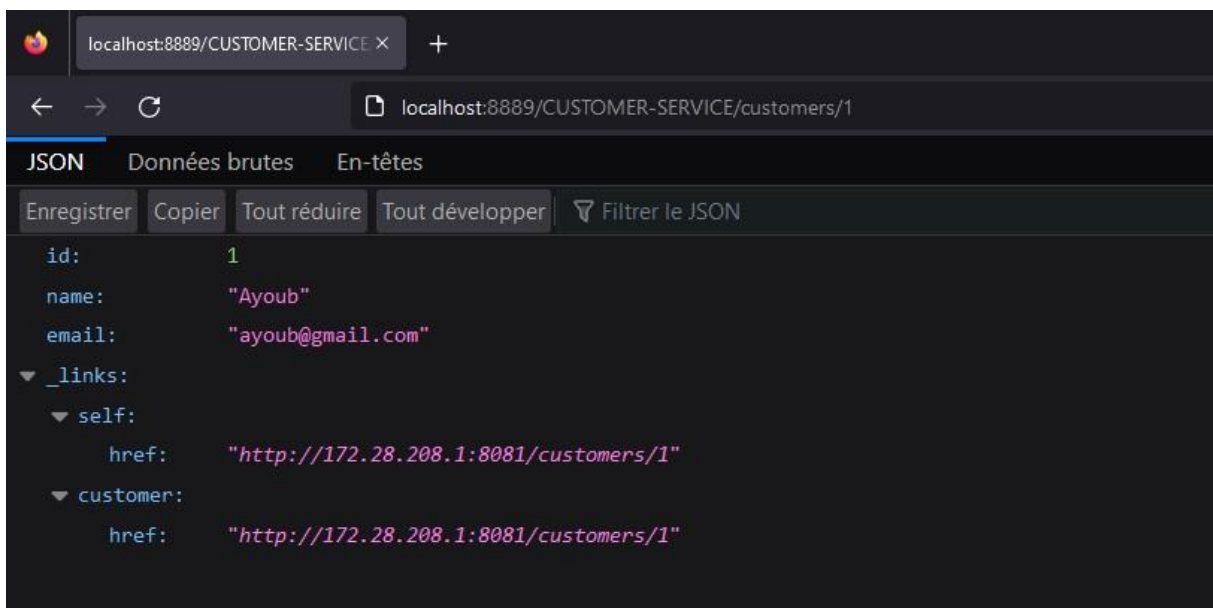 localhost:8889/CUSTOMER-SERVICE
localhost:8889/CUSTOMER-SERVICE/customers/1
JSON Données brutes En-têtes
Enregistrer Copier Tout réduire Tout développer Filtrer le JSON
id: 1
name: "Ayoub"
email: "ayoub@gmail.com"
_links:
self:
href: "http://172.28.208.1:8081/customers/1"
customer:
href: "http://172.28.208.1:8081/customers/1"